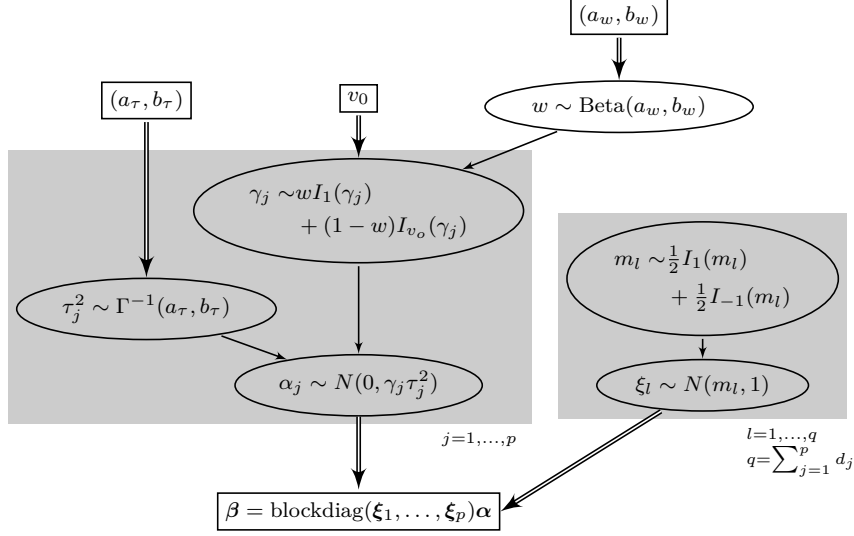 (a_w, b_w)
(a_τ, b_τ)
v_0
w ∼ Beta(a_w, b_w)
γ_j ∼wI_1(γ_j)
+ (1 − w)I_{v_o}(γ_j)
m_l ∼½I_1(m_l)
+ ½I_{−1}(m_l)
τ_j^2 ∼ Γ^{−1}(a_τ, b_τ)
α_j ∼ N(0, γ_jτ_j^2)
ξ_l ∼ N(m_l, 1)
j=1,...,p
l=1,...,q
q=∑_{j=1}^p d_j
β = blockdiag(ξ_1, . . . , ξ_p)α